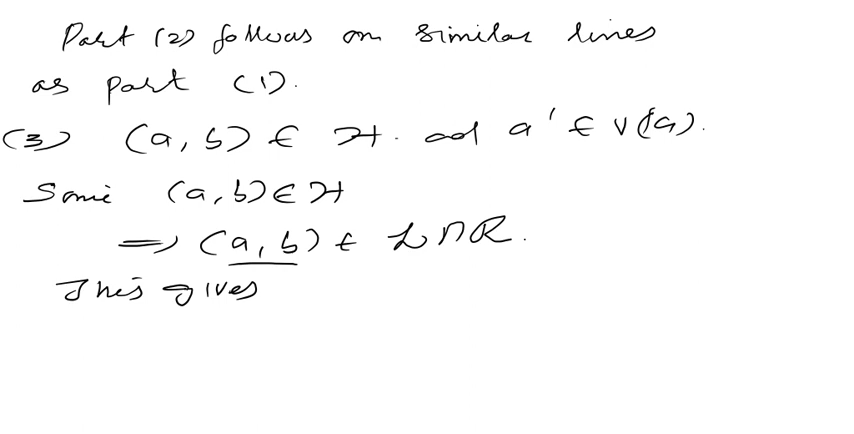 Part (2) follows on similar lines
as part (1).
(3) (a, b) ∈ ℋ. and a' ∈ V(a).
Since (a, b) ∈ ℋ
⟹ (a, b) ∈ ℒ ∩ ℛ.
This gives